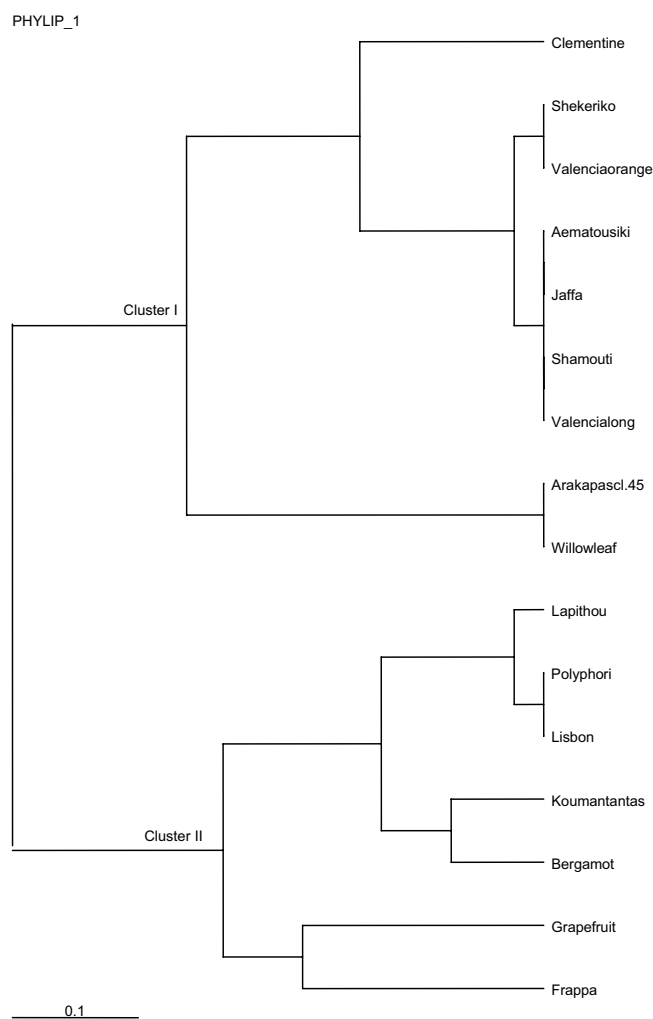 PHYLIP_1
Clementine
Shekeriko
Valenciaorange
Aematousiki
Jaffa
Cluster I
Shamouti
Valencialong
Arakapascl.45
Willowleaf
Lapithou
Polyphori
Lisbon
Koumantantas
Cluster II
Bergamot
Grapefruit
Frappa
0.1